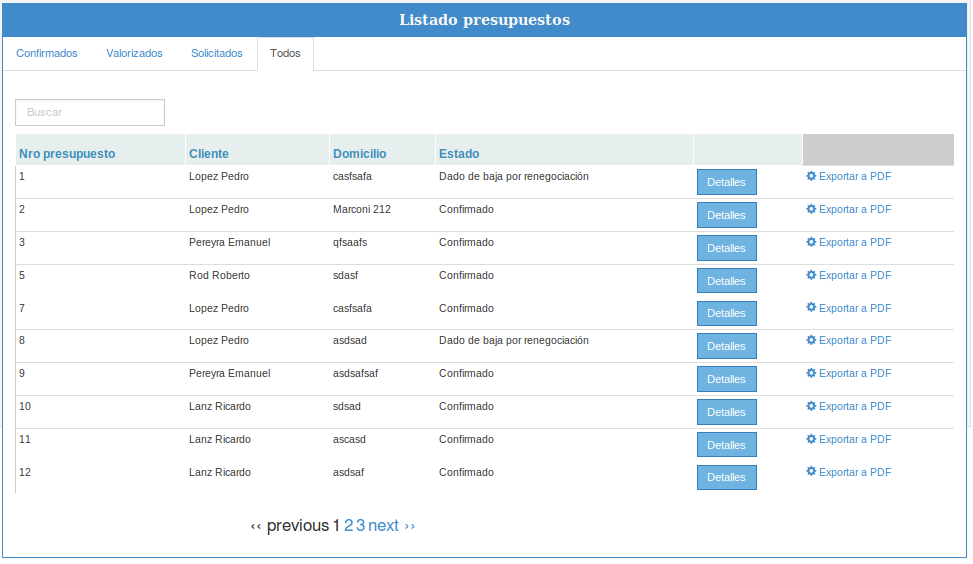 Listado presupuestos
Confirmados Valorizados Solicitados Todos
Buscar
Nro presupuesto Cliente Domicilio Estado
1 Lopez Pedro casfsafa Dado de baja por renegociación Detalles Exportar a PDF
2 Lopez Pedro Marconi 212 Confirmado Detalles Exportar a PDF
3 Pereyra Emanuel qfsaafs Confirmado Detalles Exportar a PDF
5 Rod Roberto sdasf Confirmado Detalles Exportar a PDF
7 Lopez Pedro casfsafa Confirmado Detalles Exportar a PDF
8 Lopez Pedro asdsad Dado de baja por renegociación Detalles Exportar a PDF
9 Pereyra Emanuel asdsafsaf Confirmado Detalles Exportar a PDF
10 Lanz Ricardo sdsad Confirmado Detalles Exportar a PDF
11 Lanz Ricardo ascasd Confirmado Detalles Exportar a PDF
12 Lanz Ricardo asdsaf Confirmado Detalles Exportar a PDF
‹‹ previous 1 2 3 next ››